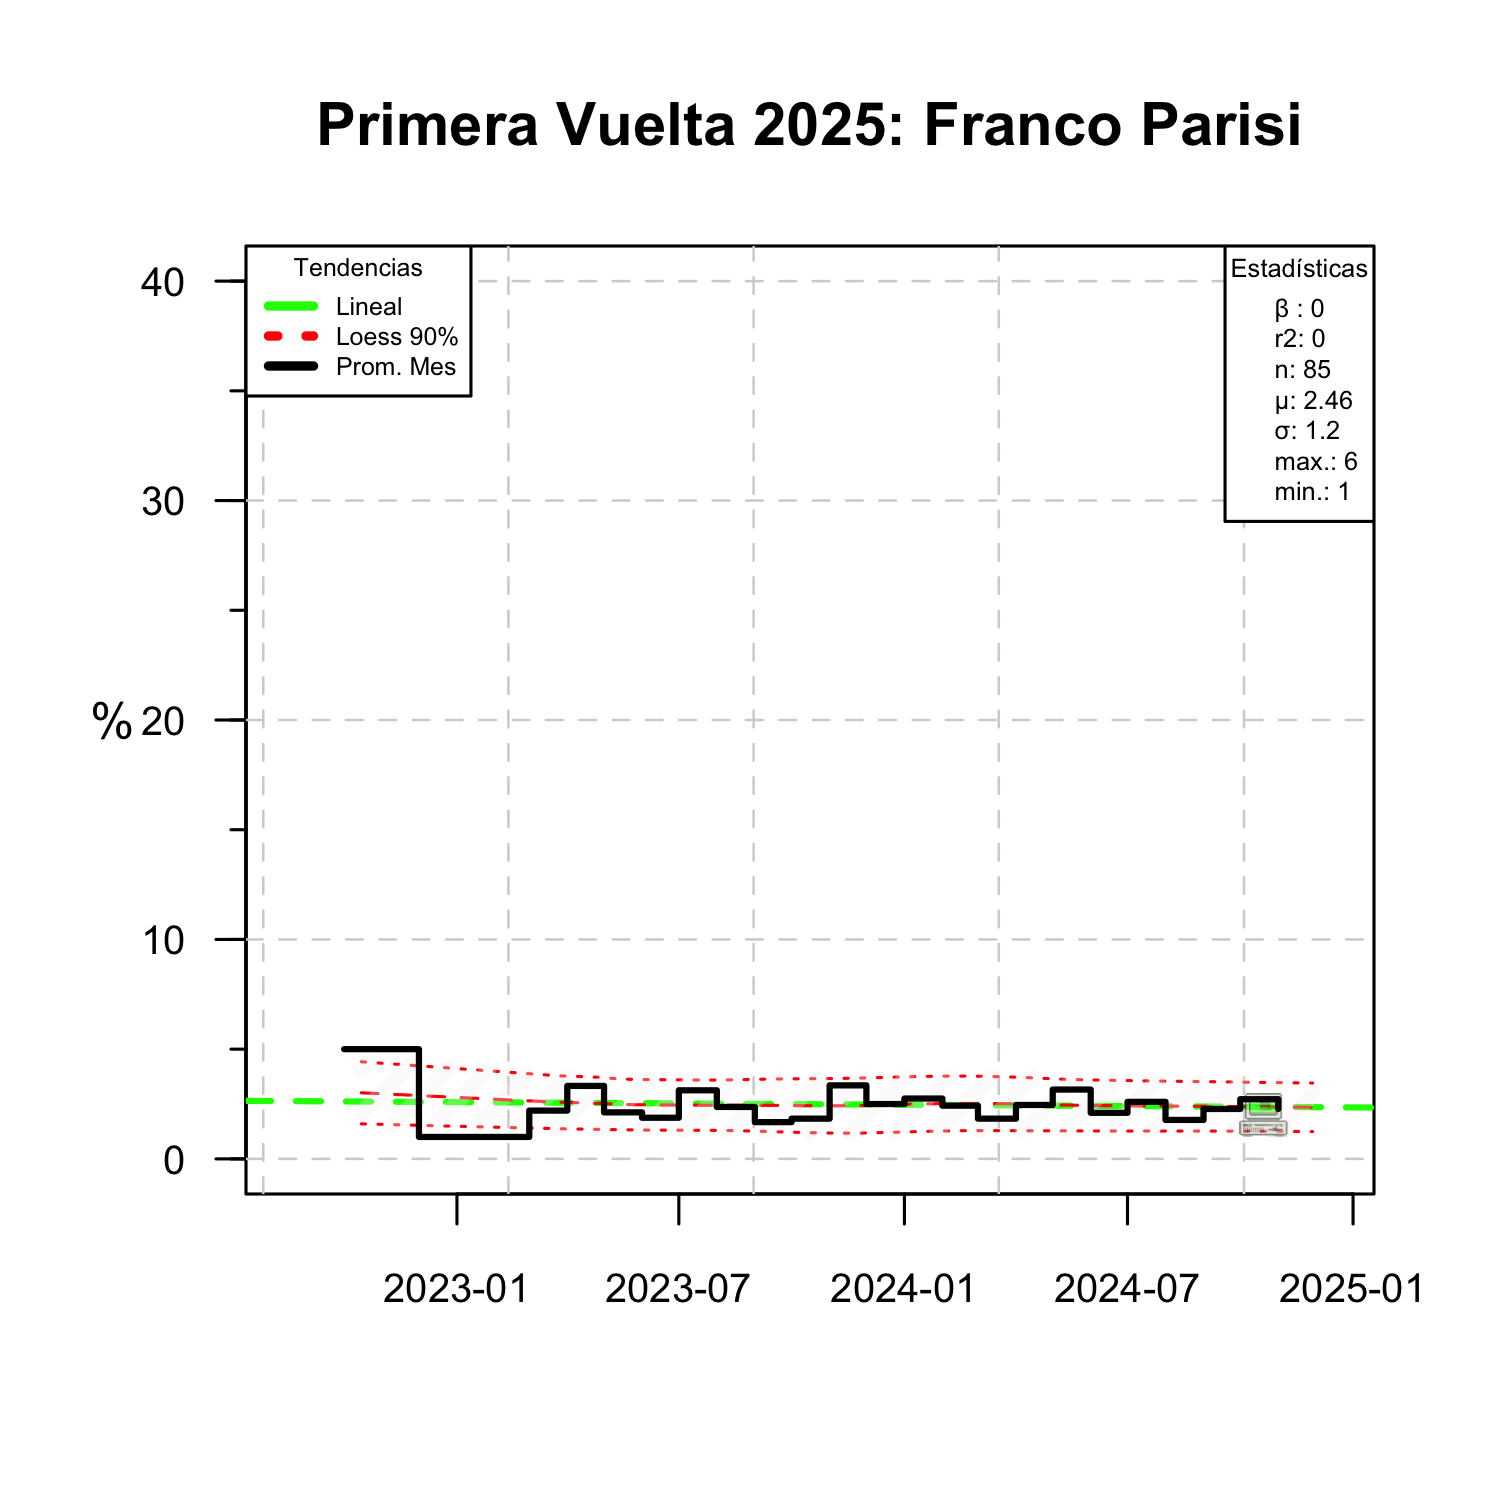 Primera Vuelta 2025: Franco Parisi
Tendencias
Lineal
Loess 90%
Prom. Mes
Estadísticas
β : 0
r2: 0
n: 85
μ: 2.46
σ: 1.2
max.: 6
min.: 1
40
30
% 20
10
0
2023-01 2023-07 2024-01 2024-07 2025-01